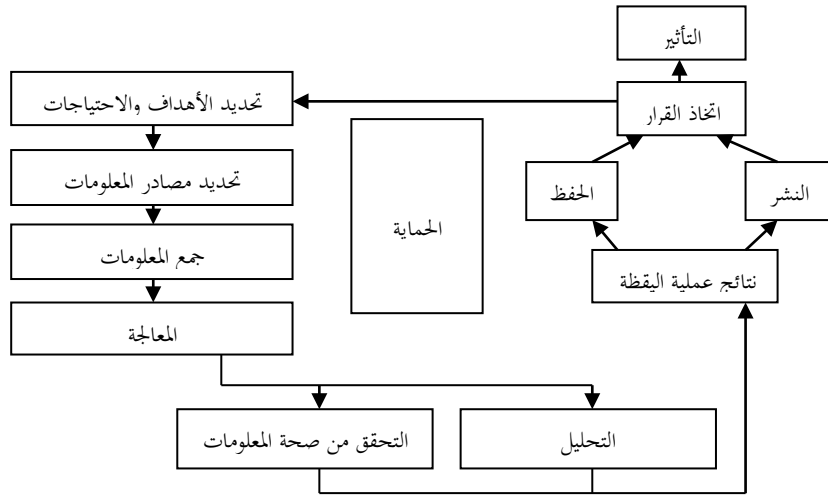 التأثير
تحديد الأهداف والاحتياجات
اتخاذ القرار
تحديد مصادر المعلومات
الحفظ
النشر
الحماية
جمع المعلومات
نتائج عملية اليقظة
المعالجة
التحقق من صحة المعلومات
التحليل